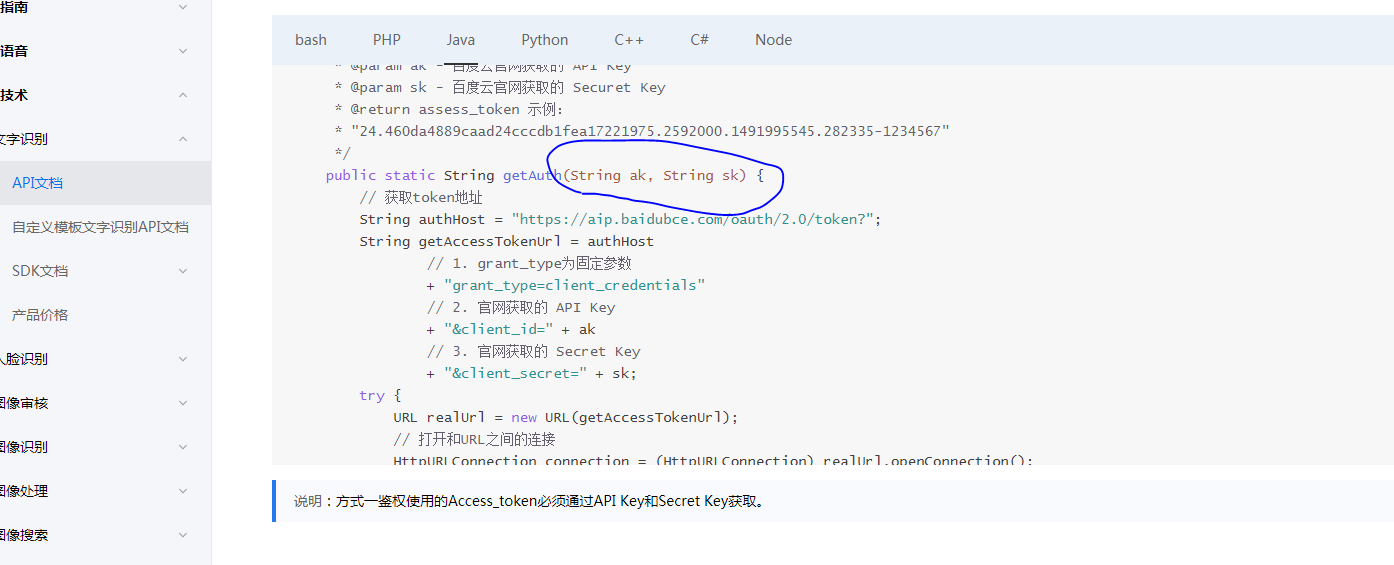 指南
语音
技术
文字识别
API文档
自定义模板文字识别API文档
SDK文档
产品价格
人脸识别
图像审核
图像识别
图像处理
图像搜索
bash PHP Java Python C++ C# Node
* @param ak - 百度云官网获取的 API Key
* @param sk - 百度云官网获取的 Securet Key
* @return assess_token 示例：
* "24.460da4889caad24cccdb1fea17221975.2592000.1491995545.282335-1234567"
*/
public static String getAuth(String ak, String sk) {
// 获取token地址
String authHost = "https://aip.baidubce.com/oauth/2.0/token?";
String getAccessTokenUrl = authHost
// 1. grant_type为固定参数
+ "grant_type=client_credentials"
// 2. 官网获取的 API Key
+ "&client_id=" + ak
// 3. 官网获取的 Secret Key
+ "&client_secret=" + sk;
try {
URL realUrl = new URL(getAccessTokenUrl);
// 打开和URL之间的连接
HttpURLConnection connection = (HttpURLConnection) realUrl.openConnection();
说明：方式一鉴权使用的Access_token必须通过API Key和Secret Key获取。